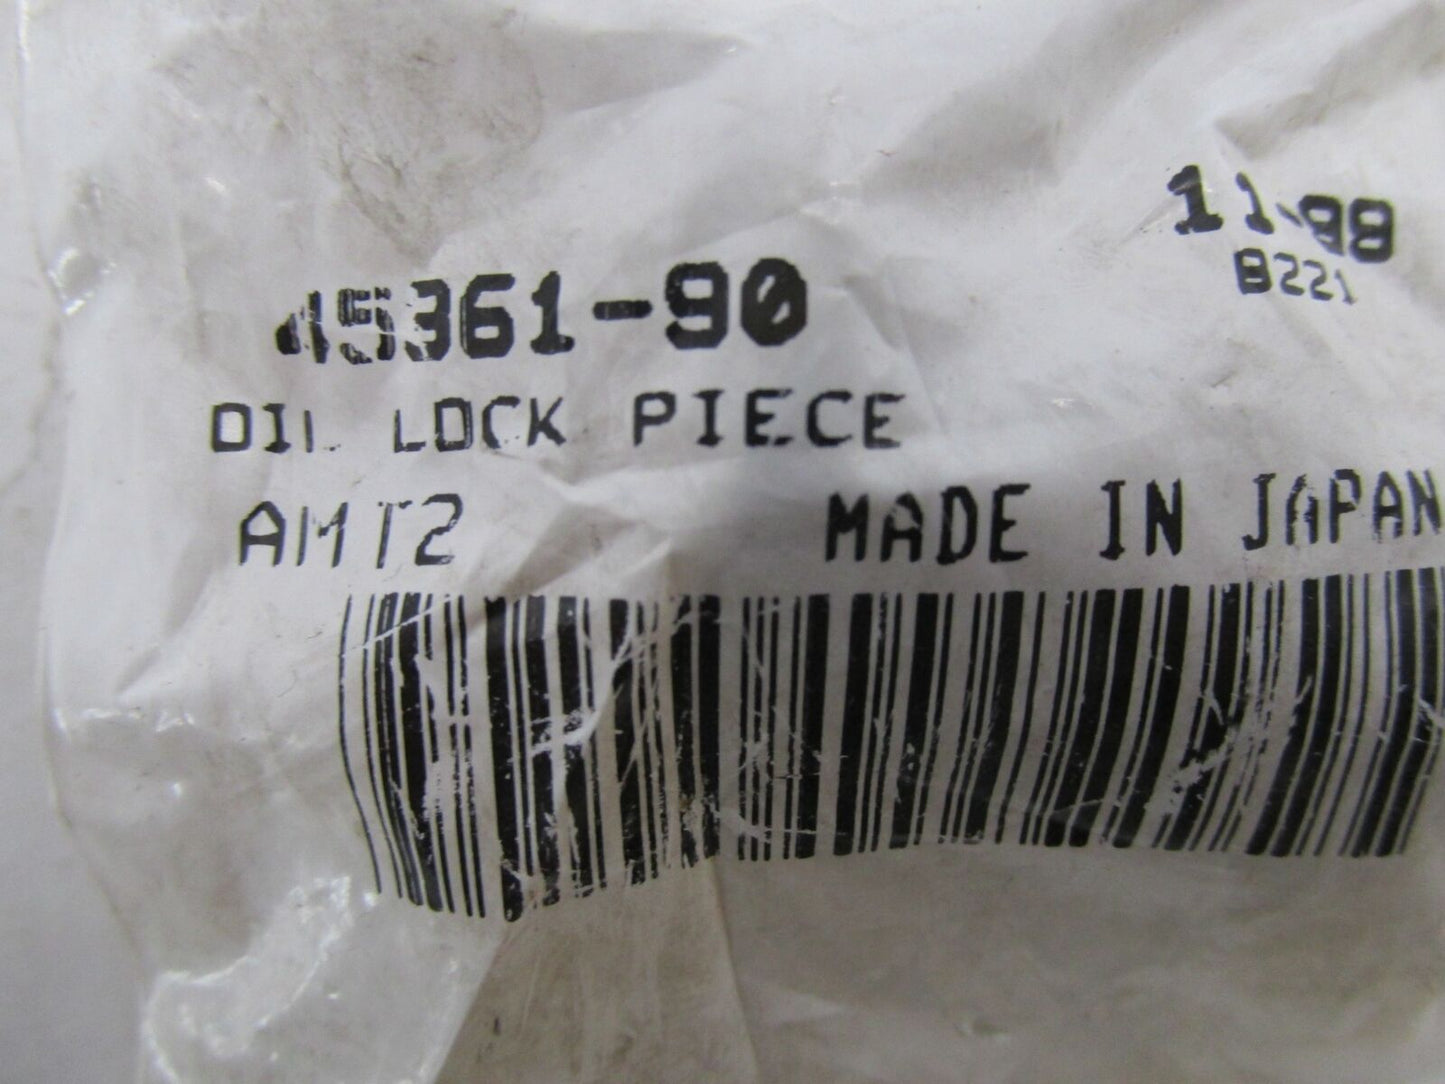 11-98
B221
45361-90
OIL LOCK PIECE
AMT2 MADE IN JAPAN